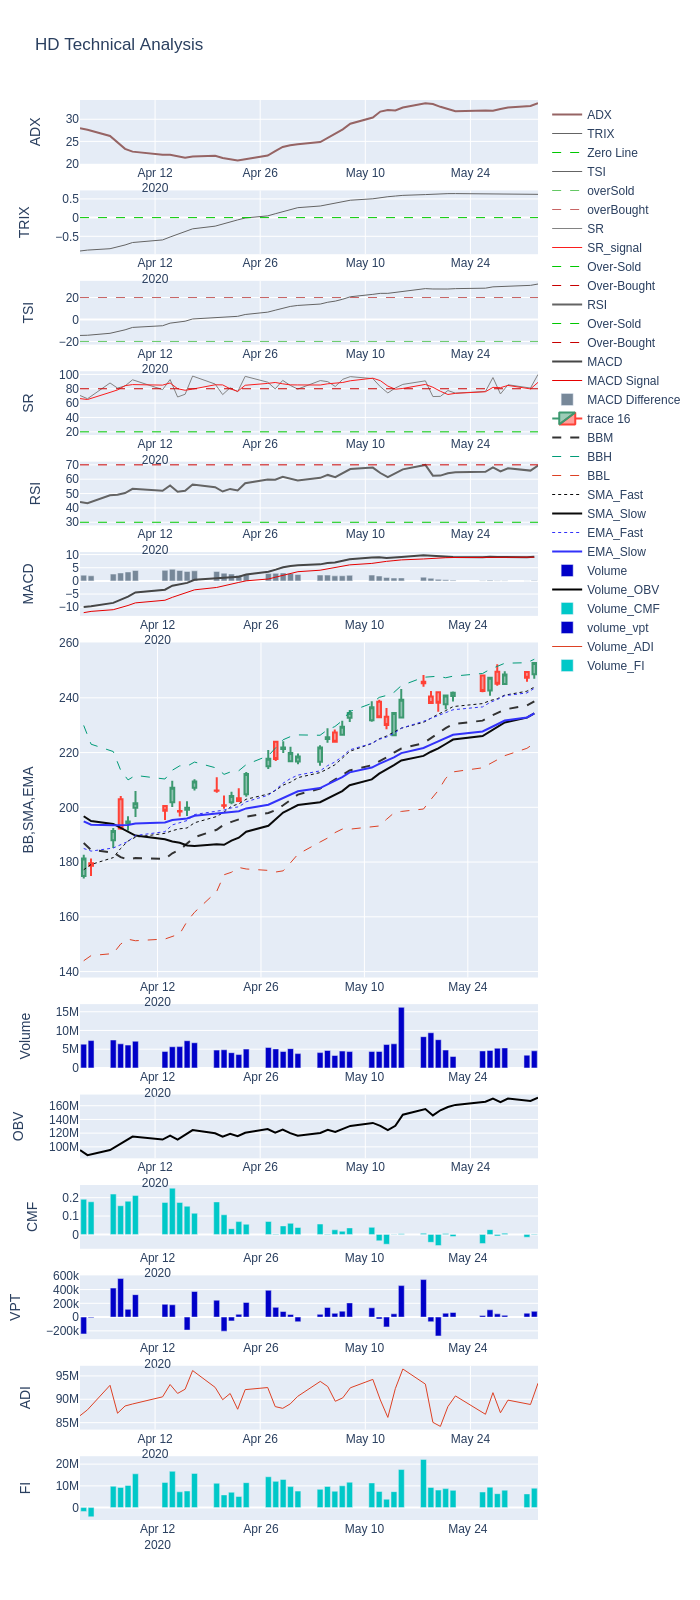 HD Technical Analysis
ADX
30
25
20
Apr 12
2020
Apr 26
May 10
May 24
TRIX
0.5
0
−0.5
Apr 12
2020
Apr 26
May 10
May 24
TSI
20
0
−20
Apr 12
2020
Apr 26
May 10
May 24
SR
100
80
60
40
20
Apr 12
2020
Apr 26
May 10
May 24
RSI
70
60
50
40
30
Apr 12
2020
Apr 26
May 10
May 24
MACD
10
5
0
−5
−10
Apr 12
2020
Apr 26
May 10
May 24
BB,SMA,EMA
260
240
220
200
180
160
140
Apr 12
2020
Apr 26
May 10
May 24
Volume
15M
10M
5M
0
Apr 12
2020
Apr 26
May 10
May 24
OBV
160M
140M
120M
100M
Apr 12
2020
Apr 26
May 10
May 24
CMF
0.2
0.1
0
Apr 12
2020
Apr 26
May 10
May 24
VPT
600k
400k
200k
0
−200k
Apr 12
2020
Apr 26
May 10
May 24
ADI
95M
90M
85M
Apr 12
2020
Apr 26
May 10
May 24
FI
20M
10M
0
Apr 12
2020
Apr 26
May 10
May 24
ADX
TRIX
Zero Line
TSI
overSold
overBought
SR
SR_signal
Over-Sold
Over-Bought
RSI
Over-Sold
Over-Bought
MACD
MACD Signal
MACD Difference
trace 16
BBM
BBH
BBL
SMA_Fast
SMA_Slow
EMA_Fast
EMA_Slow
Volume
Volume_OBV
Volume_CMF
volume_vpt
Volume_ADI
Volume_FI